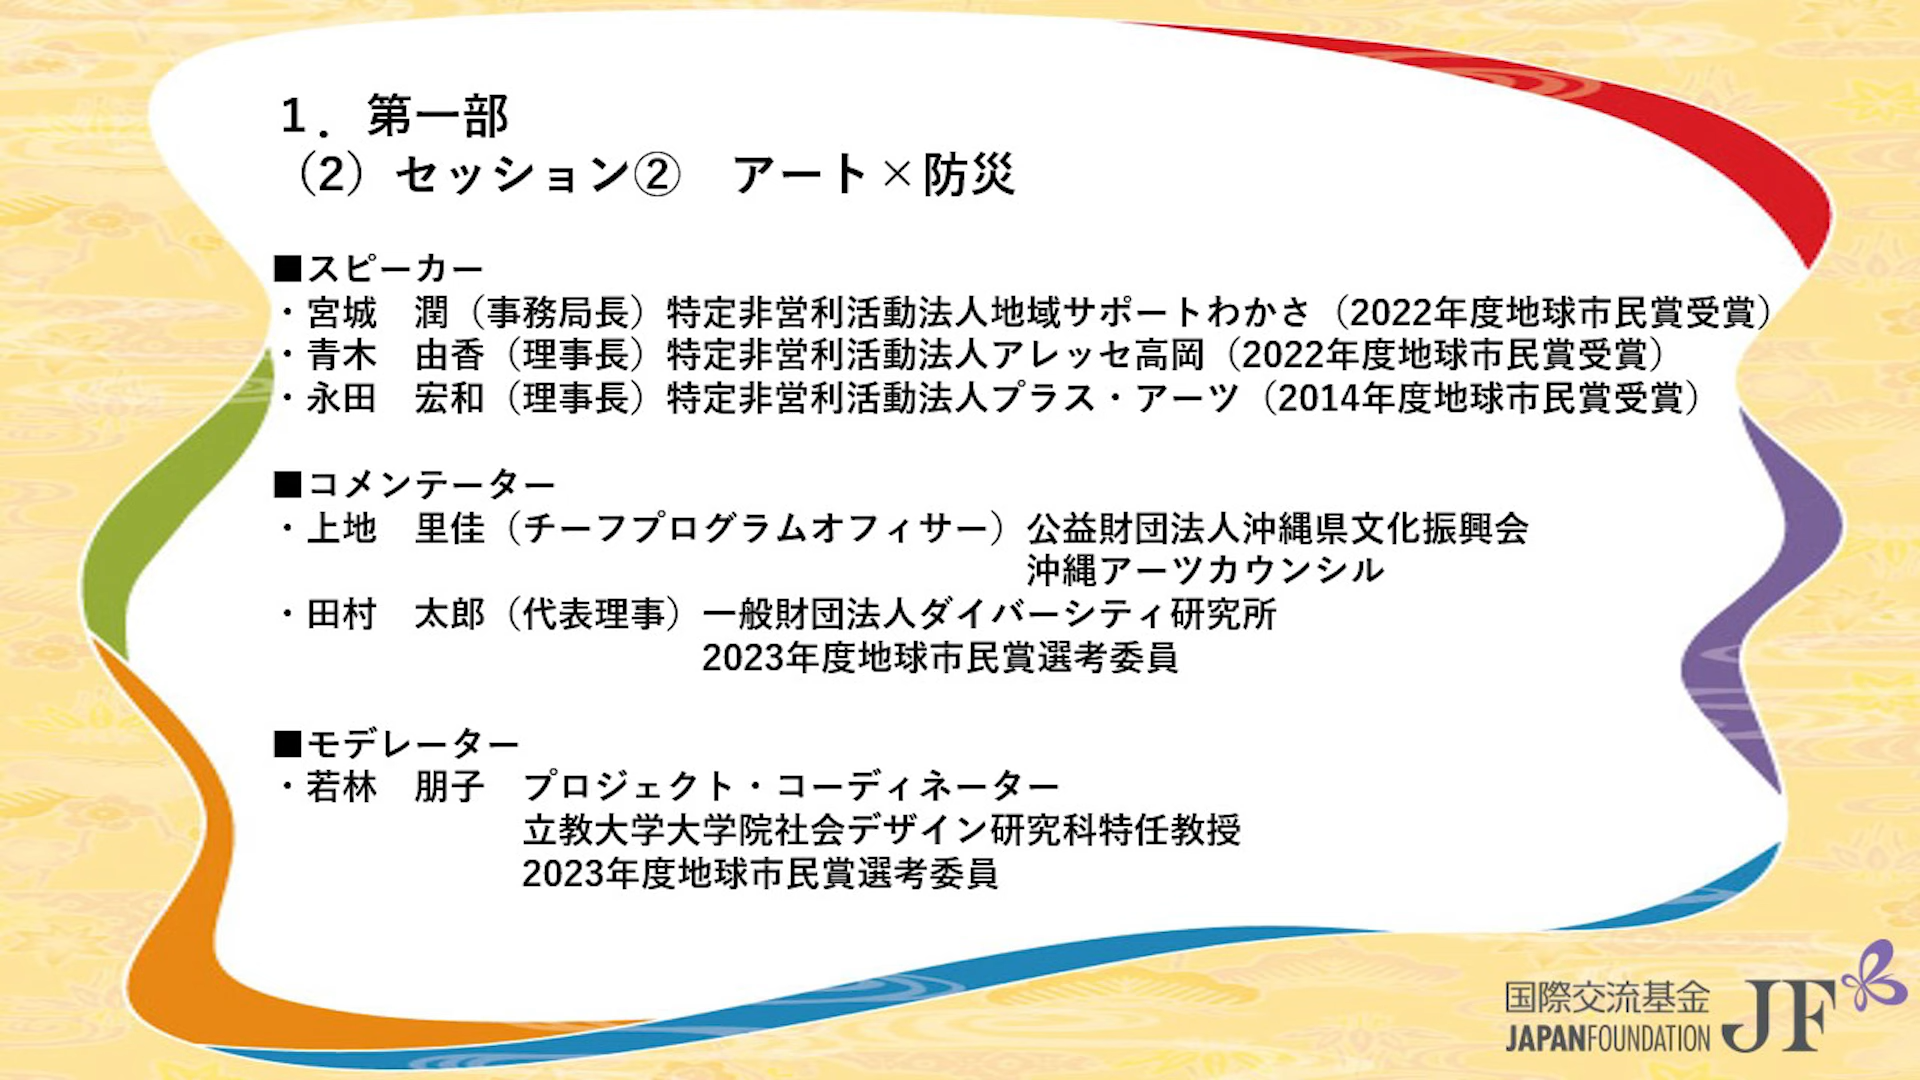 １．第一部
（2）セッション②　アート×防災
■スピーカー
・宮城　潤（事務局長）特定非営利活動法人地域サポートわかさ（2022年度地球市民賞受賞）
・青木　由香（理事長）特定非営利活動法人アレッセ高岡（2022年度地球市民賞受賞）
・永田　宏和（理事長）特定非営利活動法人プラス・アーツ（2014年度地球市民賞受賞）
■コメンテーター
・上地　里佳（チーフプログラムオフィサー）公益財団法人沖縄県文化振興会
沖縄アーツカウンシル
・田村　太郎（代表理事）一般財団法人ダイバーシティ研究所
2023年度地球市民賞選考委員
■モデレーター
・若林　朋子　プロジェクト・コーディネーター
立教大学大学院社会デザイン研究科特任教授
2023年度地球市民賞選考委員
国際交流基金
JAPANFOUNDATION
JF